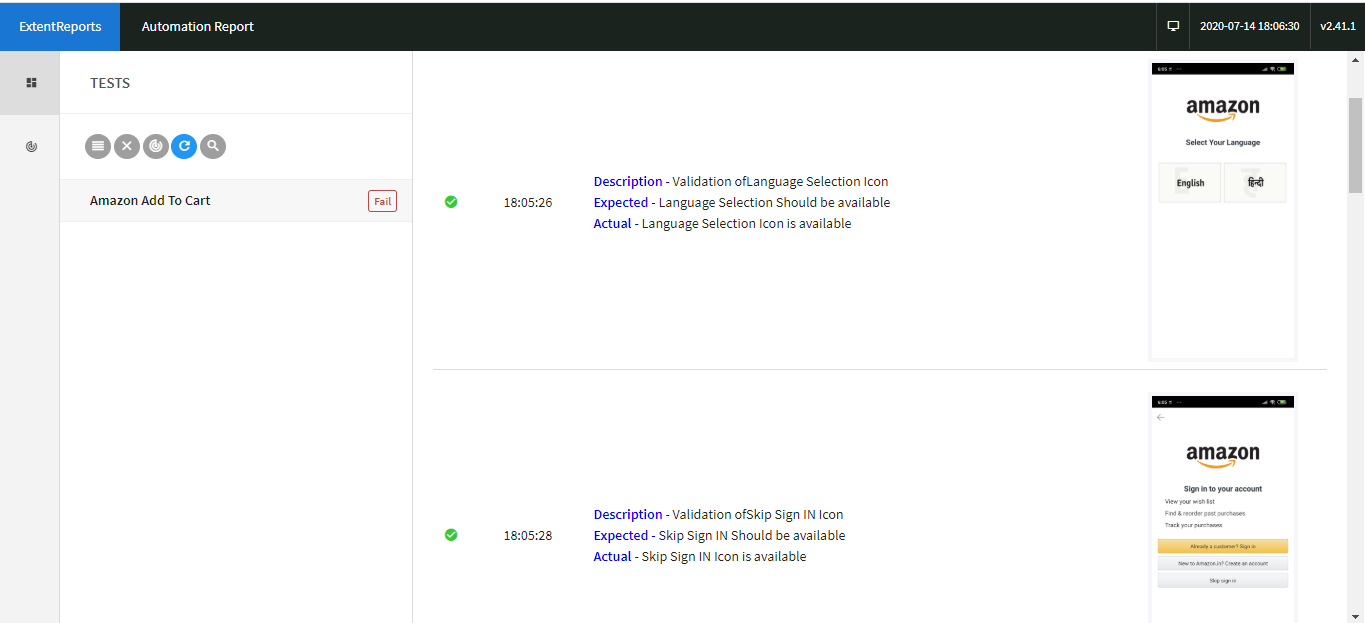 ExtentReports
Automation Report
2020-07-14 18:06:30
v2.41.1
TESTS
Amazon Add To Cart
Fail
18:05:26
Description - Validation ofLanguage Selection Icon
Expected - Language Selection Should be available
Actual - Language Selection Icon is available
6:05
amazon
Select Your Language
English
हिन्दी
18:05:28
Description - Validation ofSkip Sign IN Icon
Expected - Skip Sign IN Should be available
Actual - Skip Sign IN Icon is available
6:05
amazon
Sign in to your account
View your wish list
Find & reorder past purchases
Track your purchases
Already a customer? Sign in
New to Amazon.in? Create an account
Skip sign in